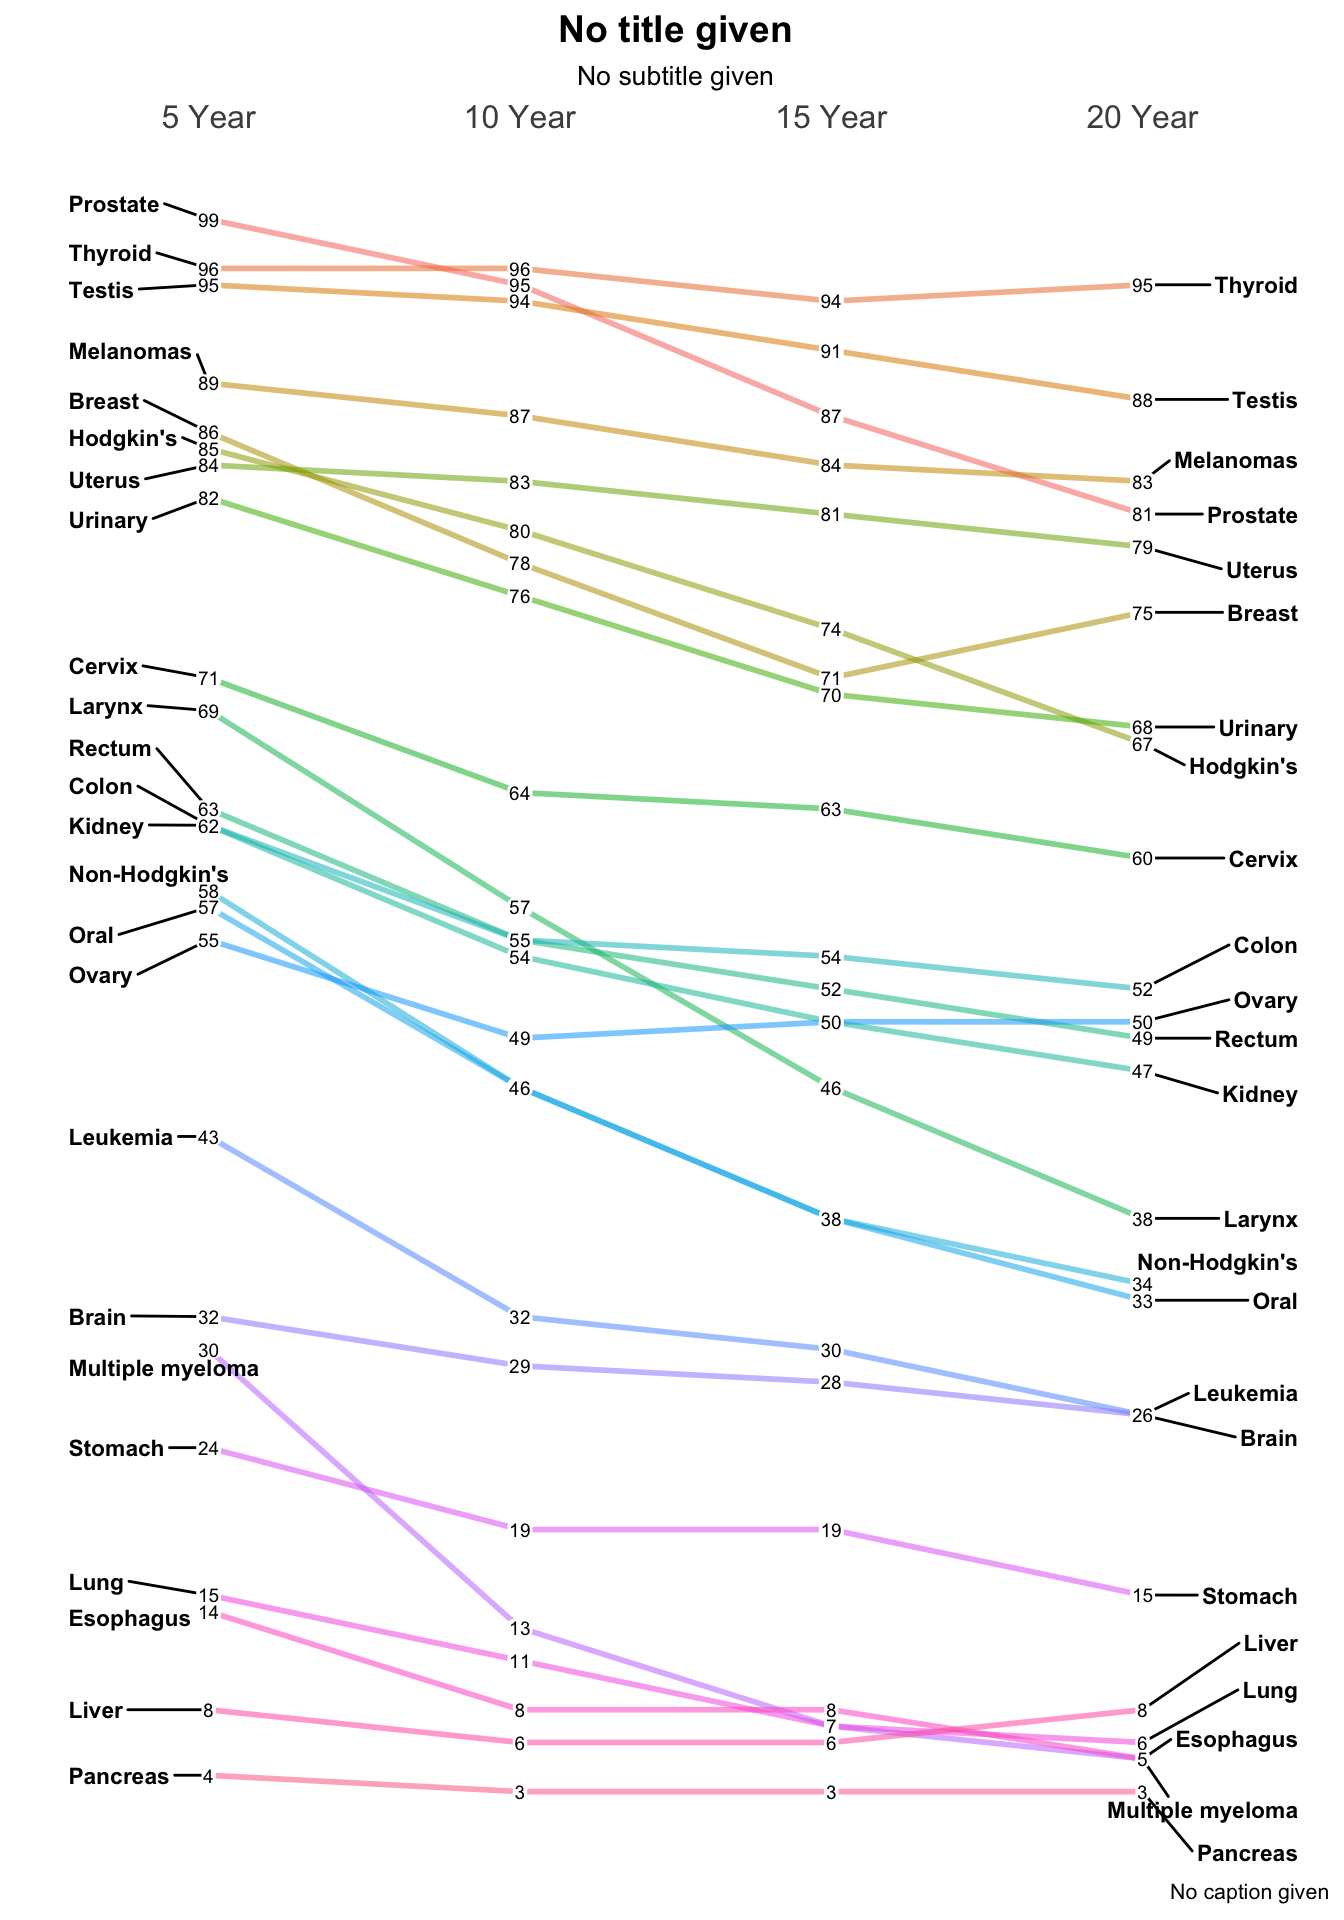 No title given
No subtitle given
5 Year 10 Year 15 Year 20 Year
Prostate 99
Thyroid 96 96 95 Thyroid
Testis 95 95
94 94
91
Melanomas 89 88 Testis
87 87
Breast 86
Hodgkin's 85 84 83 Melanomas
Uterus 84 83
Urinary 82 81 81 Prostate
80 79 Uterus
78
76 75 Breast
74
Cervix 71 71
Larynx 69 70 68 Urinary
67 Hodgkin's
Rectum 63 64 63
Colon
Kidney 62
60 Cervix
Non-Hodgkin's
58
Oral 57 57
Ovary 55 55 Colon
54 54
52 52
50 50 Ovary
49 49 Rectum
47 Kidney
46 46
Leukemia 43
38 38 Larynx
Non-Hodgkin's
34
Brain 32 32 33 Oral
30 30
Multiple myeloma 29 28
Leukemia
26
Brain
Stomach 24
19 19
Lung 15 15 Stomach
Esophagus 14
13
11 Liver
Liver 8 8 8 8
7 Lung
6 6 6
5 Esophagus
Pancreas 4 3 3 3
Multiple myeloma
Pancreas
No caption given